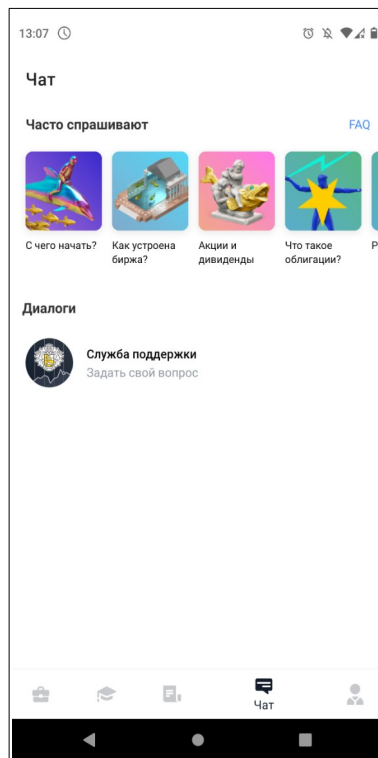 13:07
Чат
Часто спрашивают FAQ
С чего начать? Как устроена биржа? Акции и дивиденды Что такое облигации? Р
Диалоги
Служба поддержки
Задать свой вопрос
Чат